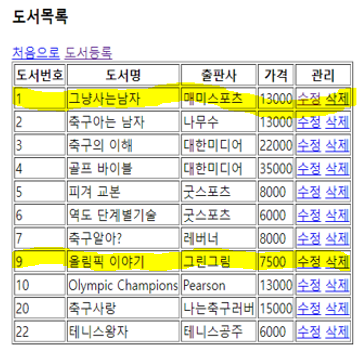 도서목록
처음으로 도서등록
도서번호 도서명 출판사 가격 관리
1 그냥사는남자 매미스포츠 13000 수정 삭제
2 축구아는 남자 나무수 13000 수정 삭제
3 축구의 이해 대한미디어 22000 수정 삭제
4 골프 바이블 대한미디어 35000 수정 삭제
5 피겨 교본 굿스포츠 8000 수정 삭제
6 역도 단계별기술 굿스포츠 6000 수정 삭제
7 축구알아? 레버너 8000 수정 삭제
9 올림픽 이야기 그린그림 7500 수정 삭제
10 Olympic Champions Pearson 13000 수정 삭제
20 축구사랑 나는축구러버 15000 수정 삭제
22 테니스왕자 테니스공주 6000 수정 삭제